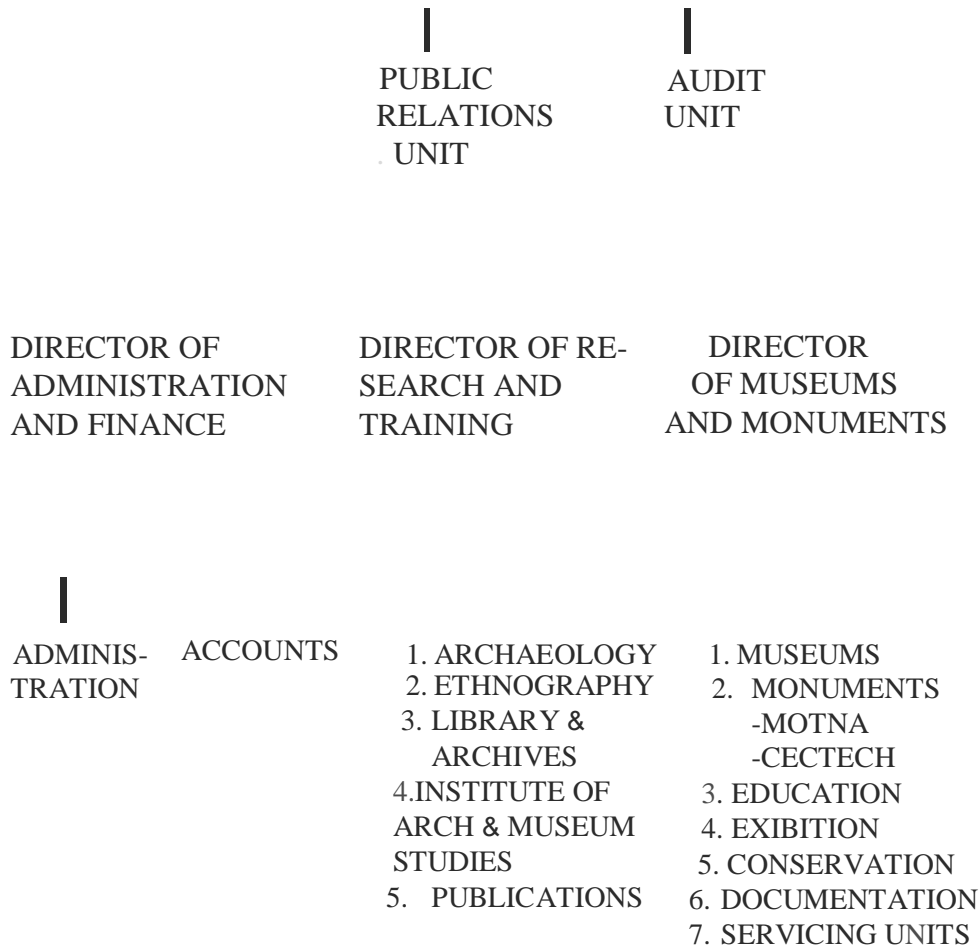 PUBLIC
RELATIONS
. UNIT
AUDIT
UNIT
DIRECTOR OF
ADMINISTRATION
AND FINANCE
DIRECTOR OF RE-
SEARCH AND
TRAINING
DIRECTOR
OF MUSEUMS
AND MONUMENTS
ADMINIS-
TRATION
ACCOUNTS
1. ARCHAEOLOGY
2. ETHNOGRAPHY
3. LIBRARY &
ARCHIVES
4.INSTITUTE OF
ARCH & MUSEUM
STUDIES
5. PUBLICATIONS
1. MUSEUMS
2. MONUMENTS
-MOTNA
-CECTECH
3. EDUCATION
4. EXIBITION
5. CONSERVATION
6. DOCUMENTATION
7. SERVICING UNITS